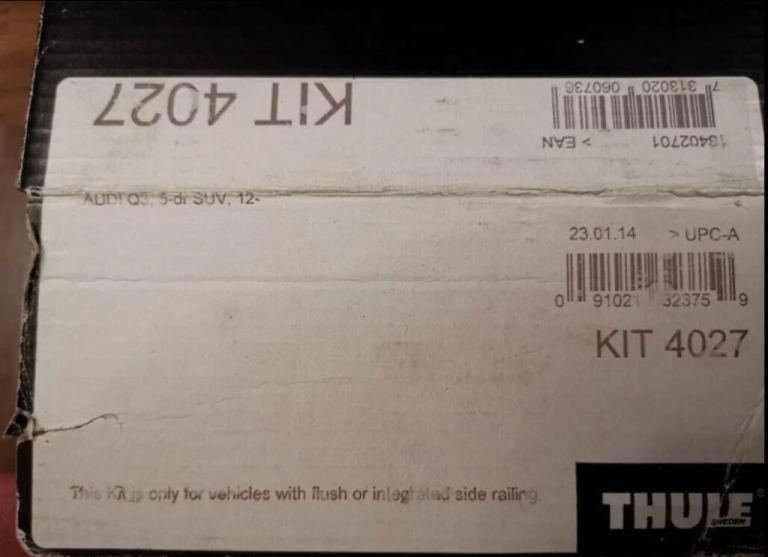 KIT 4027
7 313020 060736
18402701 > EAN
AUDI Q3, 5-dr SUV, 12-
23.01.14 > UPC-A
0 91021 32375 9
KIT 4027
This Kit is only for vehicles with flush or integrated side railing.
THULE®
SWEDEN